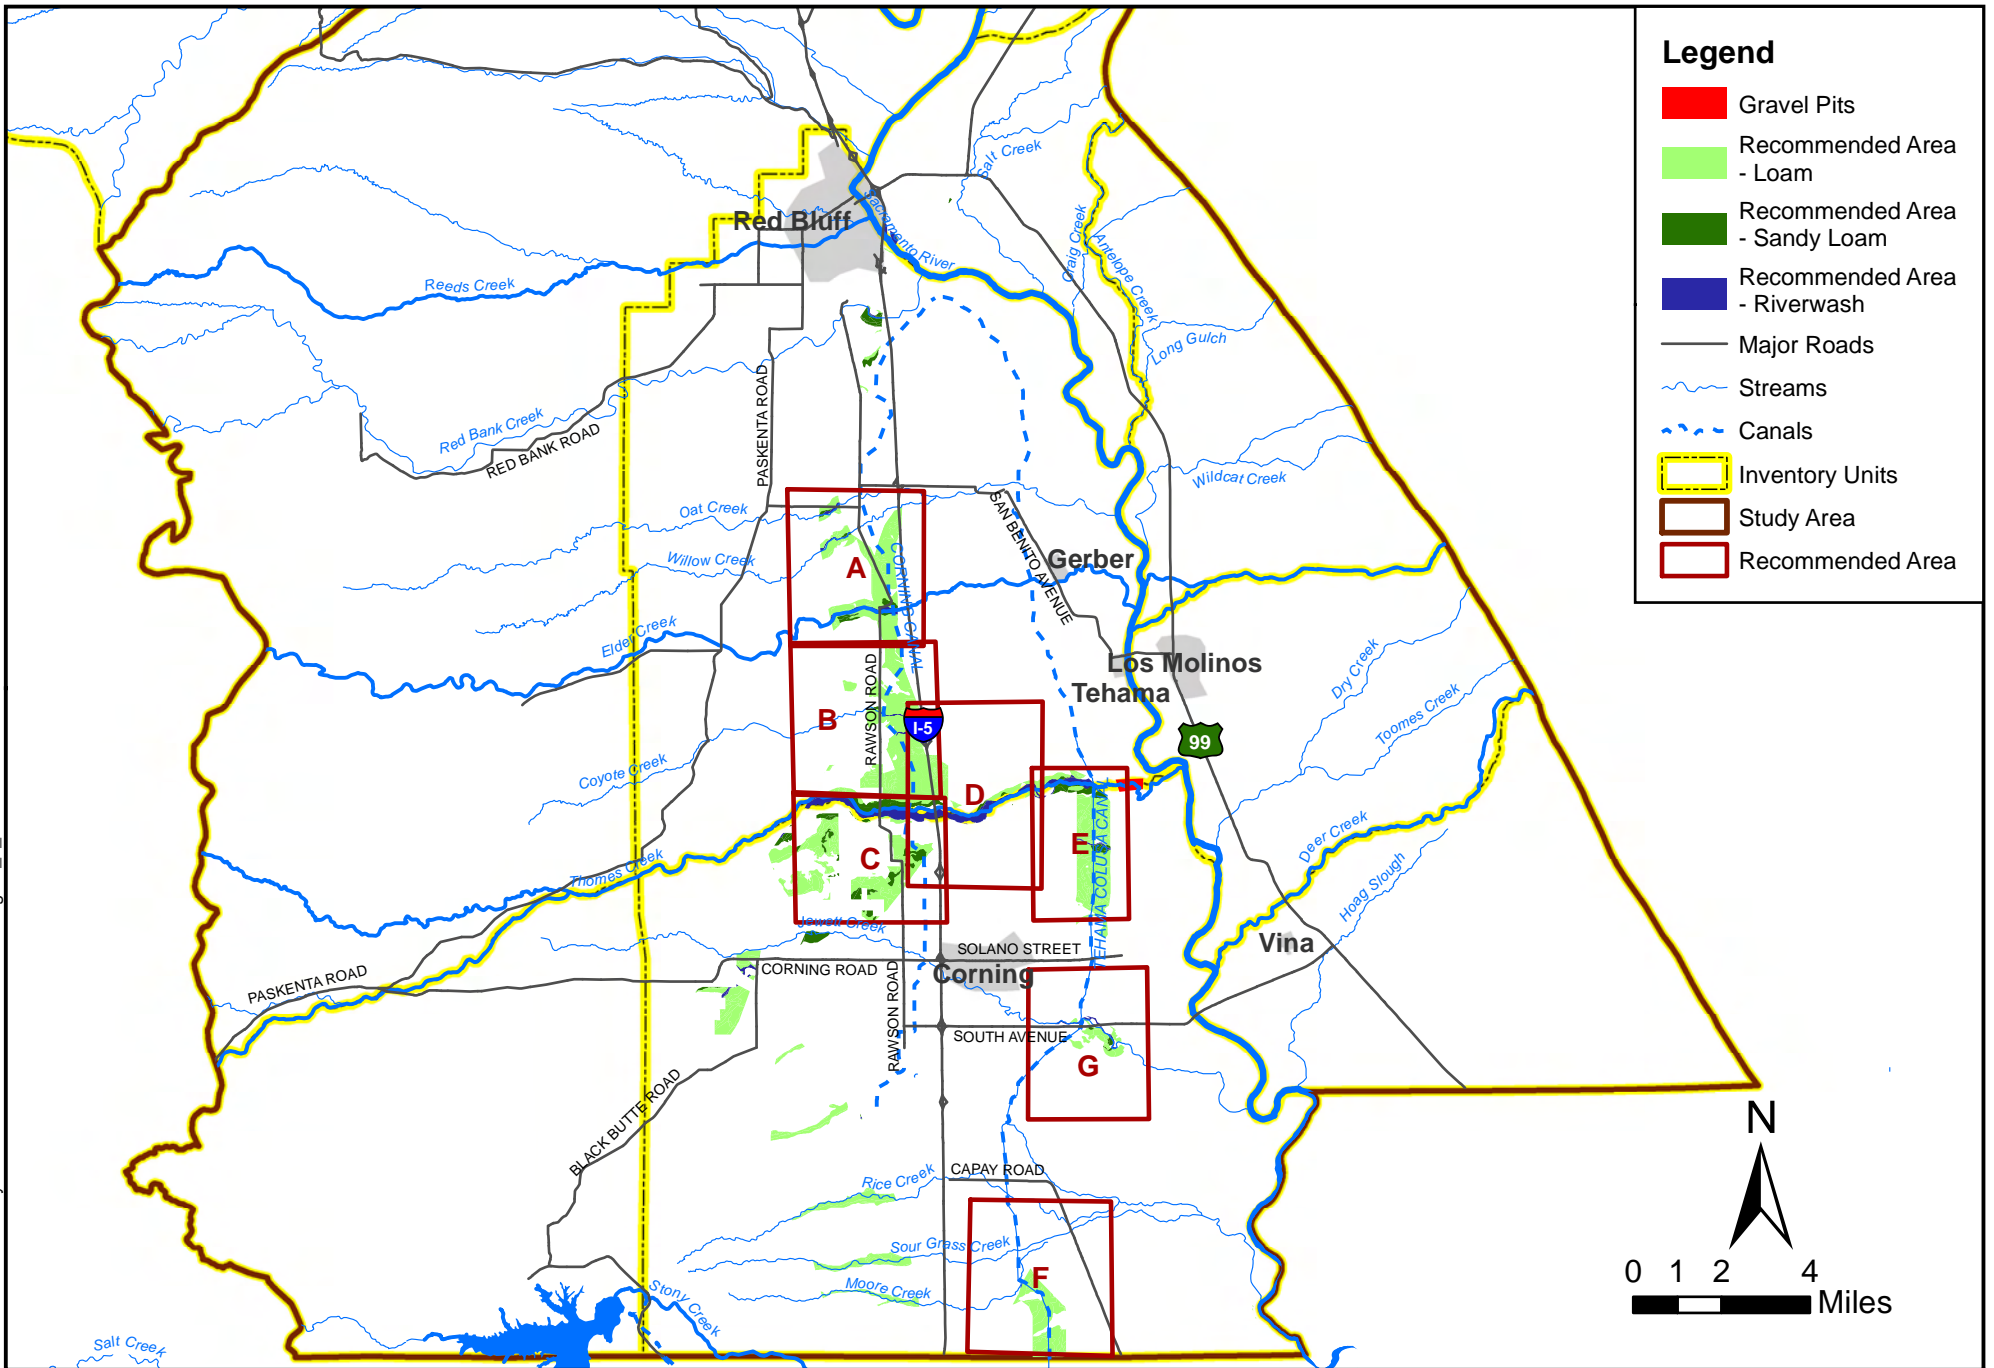 Legend
Gravel Pits
Recommended Area
- Loam
Recommended Area
- Sandy Loam
Recommended Area
- Riverwash
Major Roads
Streams
Canals
Inventory Units
Study Area
Recommended Area
Salt Creek
Red Bluff
Sacramento River
Craig Creek
Antelope Creek
Reeds Creek
Long Gulch
PASKENTA ROAD
Red Bank Creek
RED BANK ROAD
Wildcat Creek
Oat Creek
SAN BENITO AVENUE
Willow Creek
CORNING CANAL
Gerber
A
Elder Creek
Los Molinos
Tehama
Dry Creek
Toomes Creek
RAWSON ROAD
B
I-5
99
Coyote Creek
D
TEHAMA COLUSA CANAL
E
C
Thomes Creek
Deer Creek
Hoag Slough
Jewett Creek
SOLANO STREET
Vina
CORNING ROAD
Corning
PASKENTA ROAD
RAWSON ROAD
SOUTH AVENUE
G
BLACK BUTTE ROAD
N
CAPAY ROAD
Rice Creek
Sour Grass Creek
F
Moore Creek
Stony Creek
Salt Creek
0 1 2 4
Miles